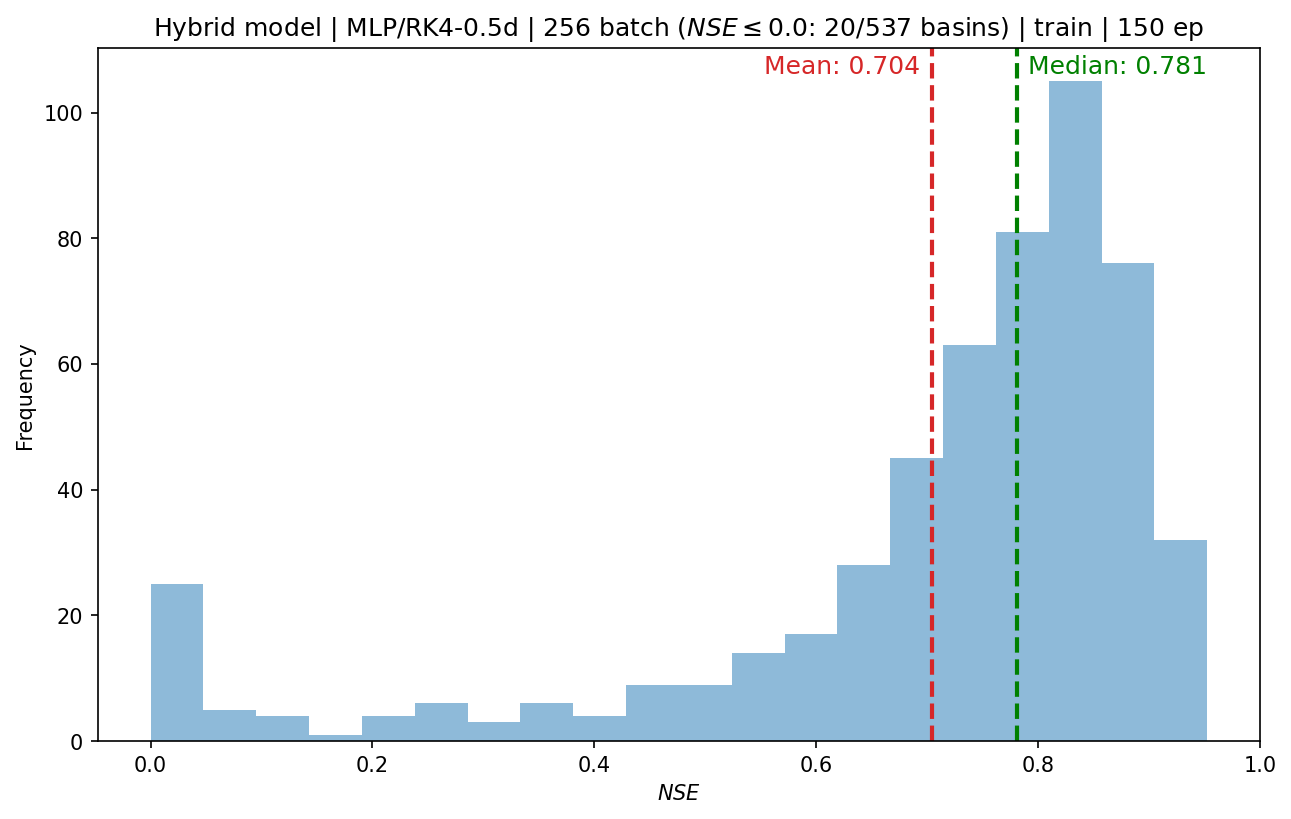 Hybrid model | MLP/RK4-0.5d | 256 batch (NSE ≤ 0.0: 20/537 basins) | train | 150 ep
Mean: 0.704
Median: 0.781
100
80
60
40
20
0
Frequency
0.0
0.2
0.4
0.6
0.8
1.0
NSE